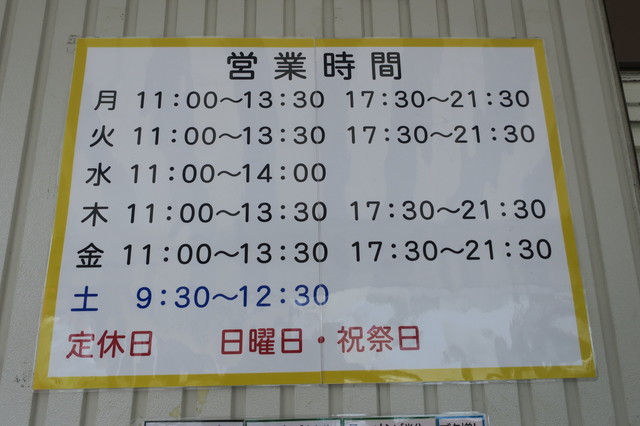 営業時間
月 11:00～13:30 17:30～21:30
火 11:00～13:30 17:30～21:30
水 11:00～14:00
木 11:00～13:30 17:30～21:30
金 11:00～13:30 17:30～21:30
土 9:30～12:30
定休日 日曜日・祝祭日